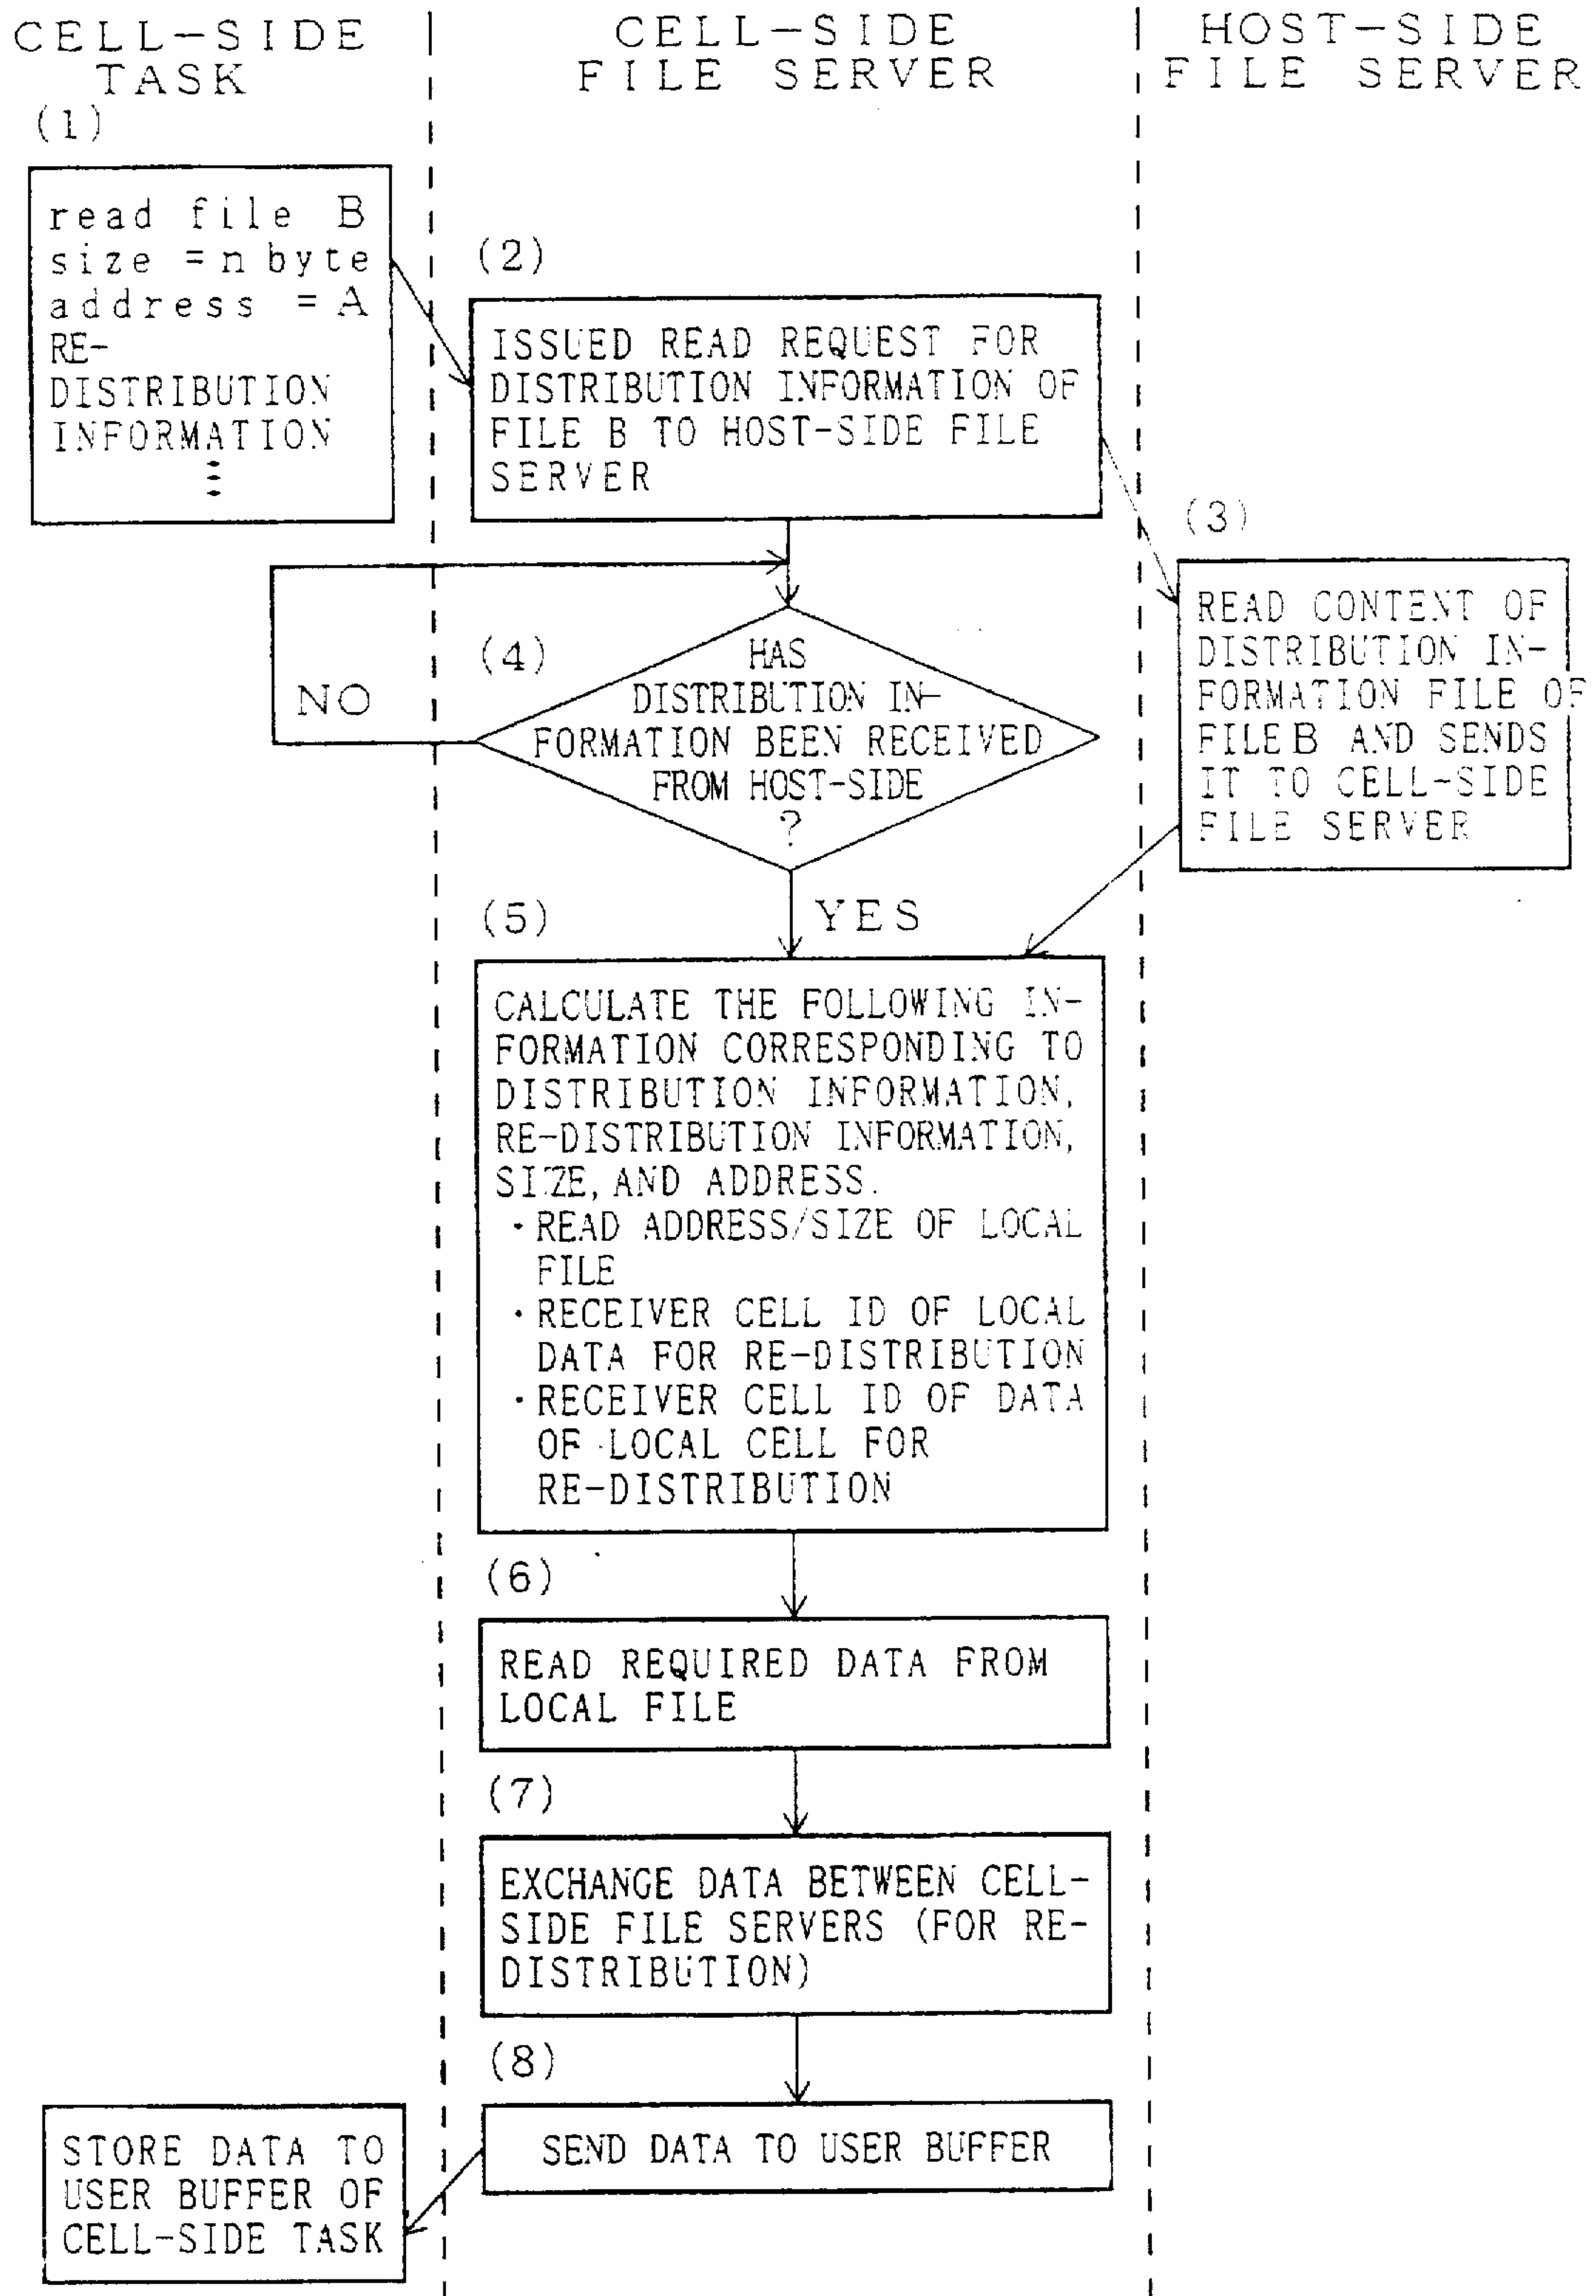 CELL-SIDE
TASK
CELL-SIDE
FILE SERVER
HOST-SIDE
FILE SERVER
(1)
read file B
size =n byte
address = A
RE-
DISTRIBUTION
INFORMATION
(2)
ISSUED READ REQUEST FOR
DISTRIBUTION INFORMATION OF
FILE B TO HOST-SIDE FILE
SERVER
(3)
READ CONTENT OF
DISTRIBUTION IN-
FORMATION FILE OF
FILE B AND SENDS
IT TO CELL-SIDE
FILE SERVER
(4)
HAS
DISTRIBUTION IN-
FORMATION BEEN RECEIVED
FROM HOST-SIDE
?
NO
YES
(5)
CALCULATE THE FOLLOWING IN-
FORMATION CORRESPONDING TO
DISTRIBUTION INFORMATION,
RE-DISTRIBUTION INFORMATION,
SIZE, AND ADDRESS.
・READ ADDRESS/SIZE OF LOCAL
FILE
・RECEIVER CELL ID OF LOCAL
DATA FOR RE-DISTRIBUTION
・RECEIVER CELL ID OF DATA
OF LOCAL CELL FOR
RE-DISTRIBUTION
(6)
READ REQUIRED DATA FROM
LOCAL FILE
(7)
EXCHANGE DATA BETWEEN CELL-
SIDE FILE SERVERS (FOR RE-
DISTRIBUTION)
(8)
SEND DATA TO USER BUFFER
STORE DATA TO
USER BUFFER OF
CELL-SIDE TASK